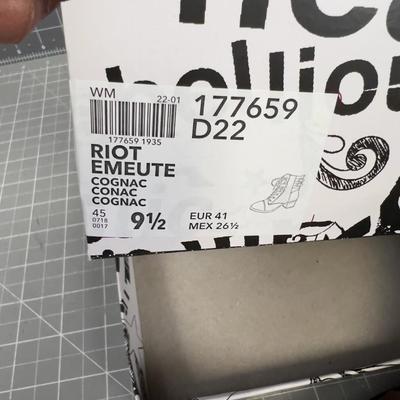 WM
22-01
177659 1935
177659
D22
RIOT
EMEUTE
COGNAC
CONAC
COGNAC
45
0718
0017
9½
EUR 41
MEX 26½
&